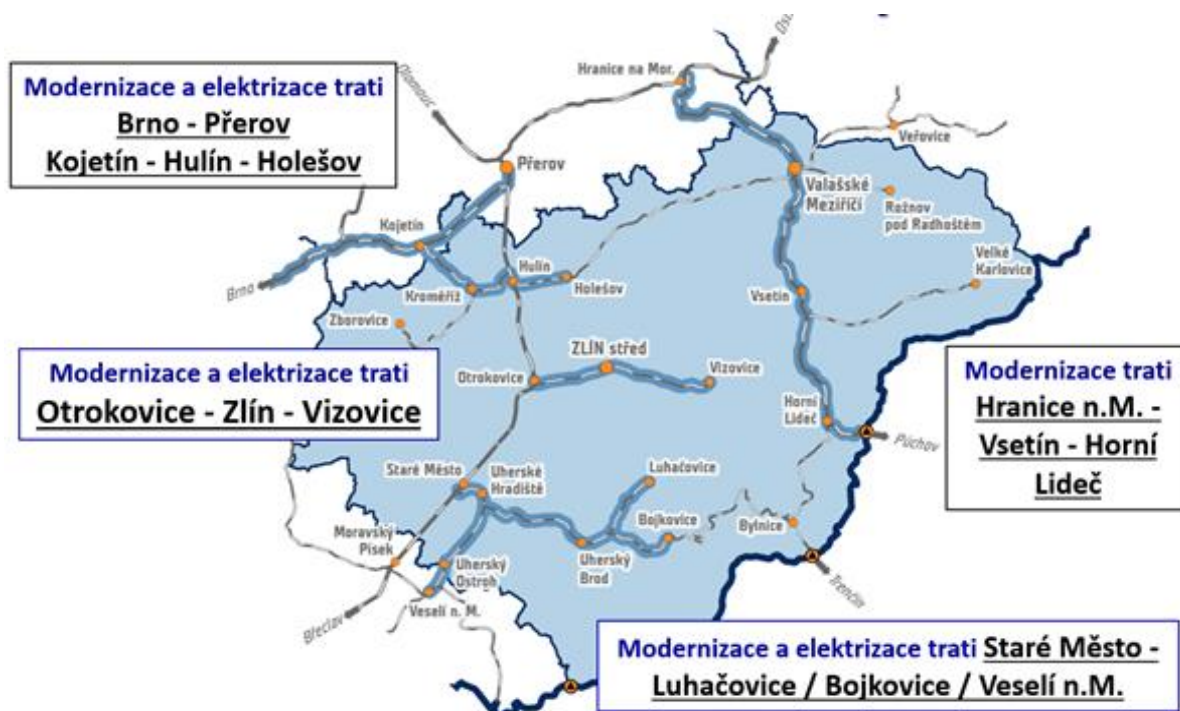 Modernizace a elektrizace trati
Brno - Přerov
Kojetín - Hulín - Holešov
Olomouc
Hranice na Mor.
Veřovice
Přerov
Valašské
Meziříčí
Rožnov
pod Radhoštěm
Kojetín
Brno
Hulín
Holešov
Kroměříž
Zborovice
Vsetín
Velké
Karlovice
Modernizace a elektrizace trati
Otrokovice - Zlín - Vizovice
ZLÍN střed
Otrokovice
Vizovice
Horní
Lideč
Púchov
Modernizace trati
Hranice n.M. -
Vsetín - Horní
Lideč
Staré Město
Uherské
Hradiště
Luhačovice
Bojkovice
Bylnice
Moravský
Písek
Uherský
Ostroh
Uherský
Brod
Veselí n. M.
Břeclav
Trenčín
Modernizace a elektrizace trati Staré Město -
Luhačovice / Bojkovice / Veselí n.M.